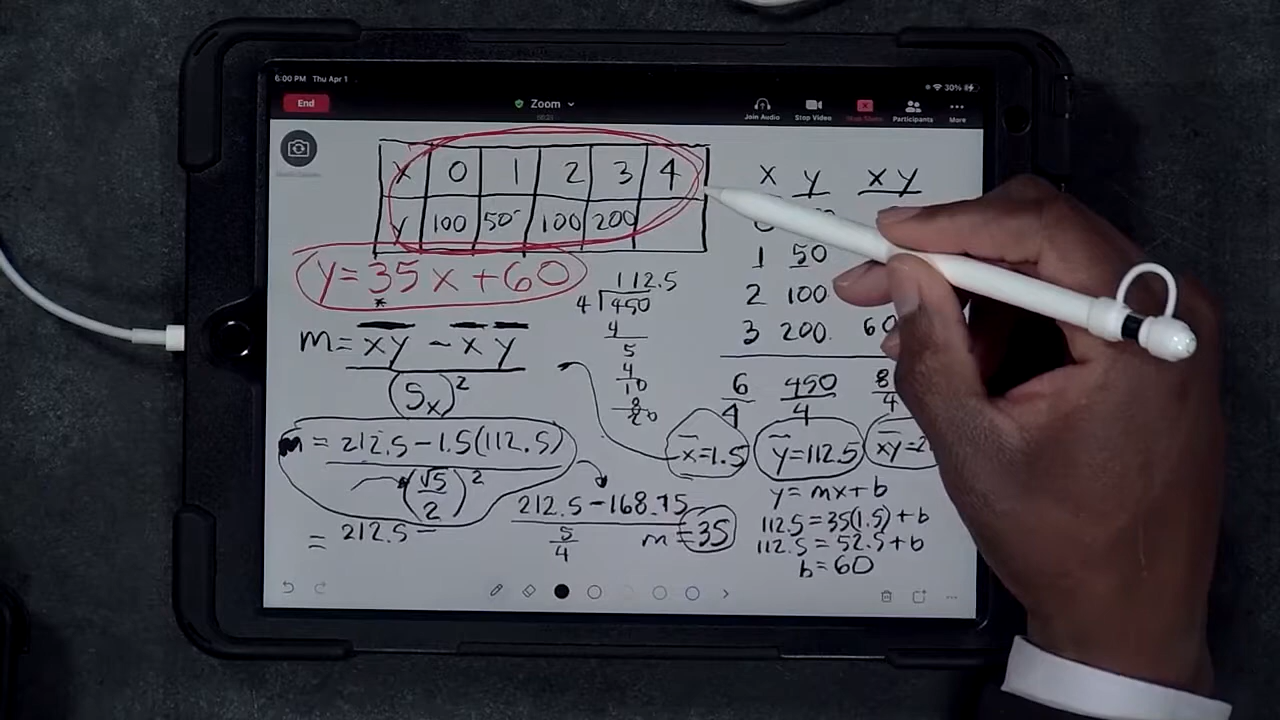 6:00 PM Thu Apr 1
30%
End
Zoom
Join Audio
Stop Video
Participants
More
x 0 1 2 3 4
y 100 50 100 200
y=35x+60
*
112.5
4 √450
4
5
4
10
8
20
m= xy - x y
(Sx)²
m = 212.5-1.5(112.5)
(√5/2)²
= 212.5-
212.5-168.75
5/4
m=35
x y xy
1 50
2 100
3 200 60
6/4 450/4 8
/4
x=1.5 y=112.5 xy=2
y=mx+b
112.5=35(1.5)+b
112.5=52.5+b
b=60